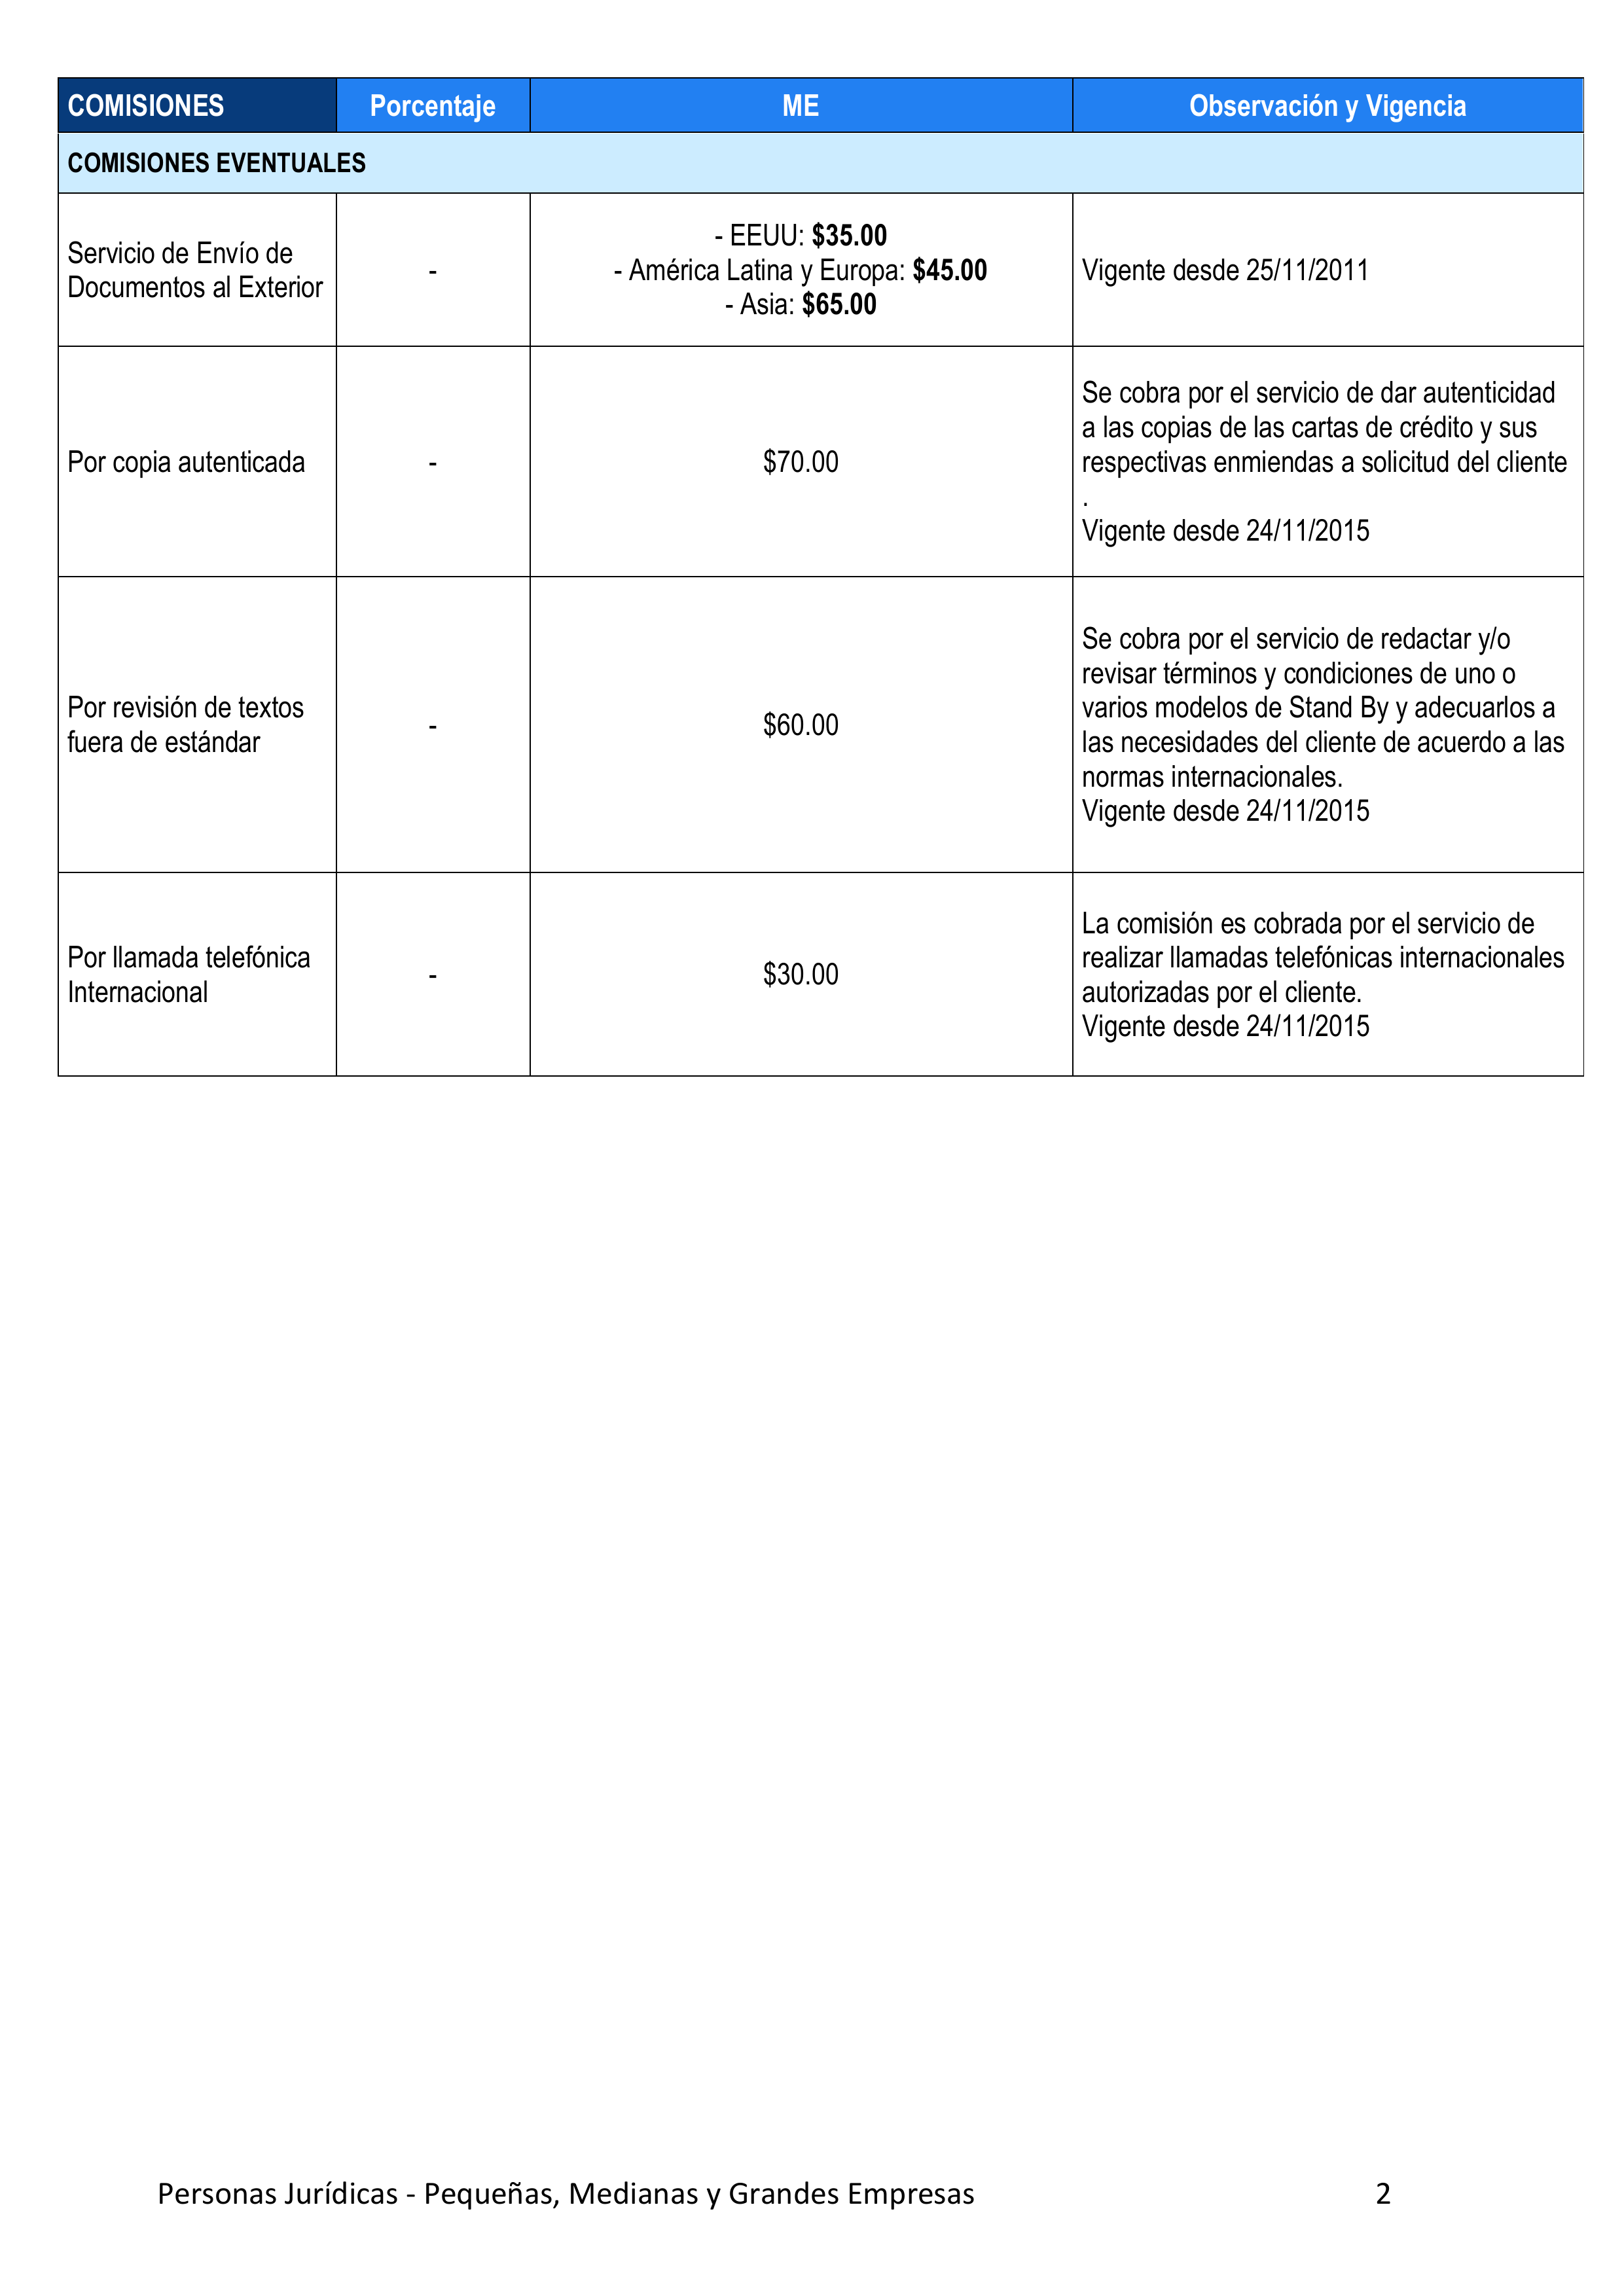 COMISIONES Porcentaje ME Observación y Vigencia
COMISIONES EVENTUALES
Servicio de Envío de
Documentos al Exterior
-
- EEUU: $35.00
- América Latina y Europa: $45.00
- Asia: $65.00
Vigente desde 25/11/2011
Por copia autenticada
-
$70.00
Se cobra por el servicio de dar autenticidad
a las copias de las cartas de crédito y sus
respectivas enmiendas a solicitud del cliente
.
Vigente desde 24/11/2015
Por revisión de textos
fuera de estándar
-
$60.00
Se cobra por el servicio de redactar y/o
revisar términos y condiciones de uno o
varios modelos de Stand By y adecuarlos a
las necesidades del cliente de acuerdo a las
normas internacionales.
Vigente desde 24/11/2015
Por llamada telefónica
Internacional
-
$30.00
La comisión es cobrada por el servicio de
realizar llamadas telefónicas internacionales
autorizadas por el cliente.
Vigente desde 24/11/2015
Personas Jurídicas - Pequeñas, Medianas y Grandes Empresas 2